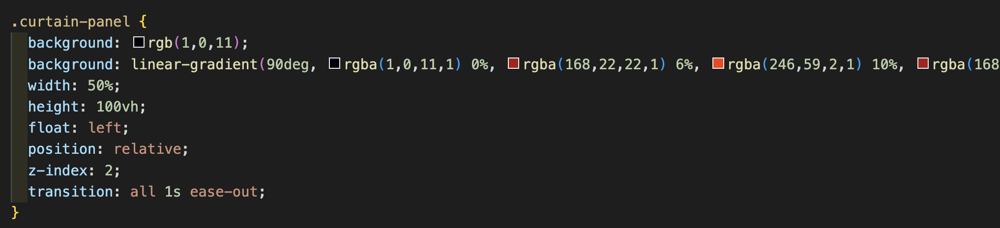 .curtain-panel {
background: rgb(1,0,11);
background: linear-gradient(90deg, rgba(1,0,11,1) 0%, rgba(168,22,22,1) 6%, rgba(246,59,2,1) 10%, rgba(168
width: 50%;
height: 100vh;
float: left;
position: relative;
z-index: 2;
transition: all 1s ease-out;
}